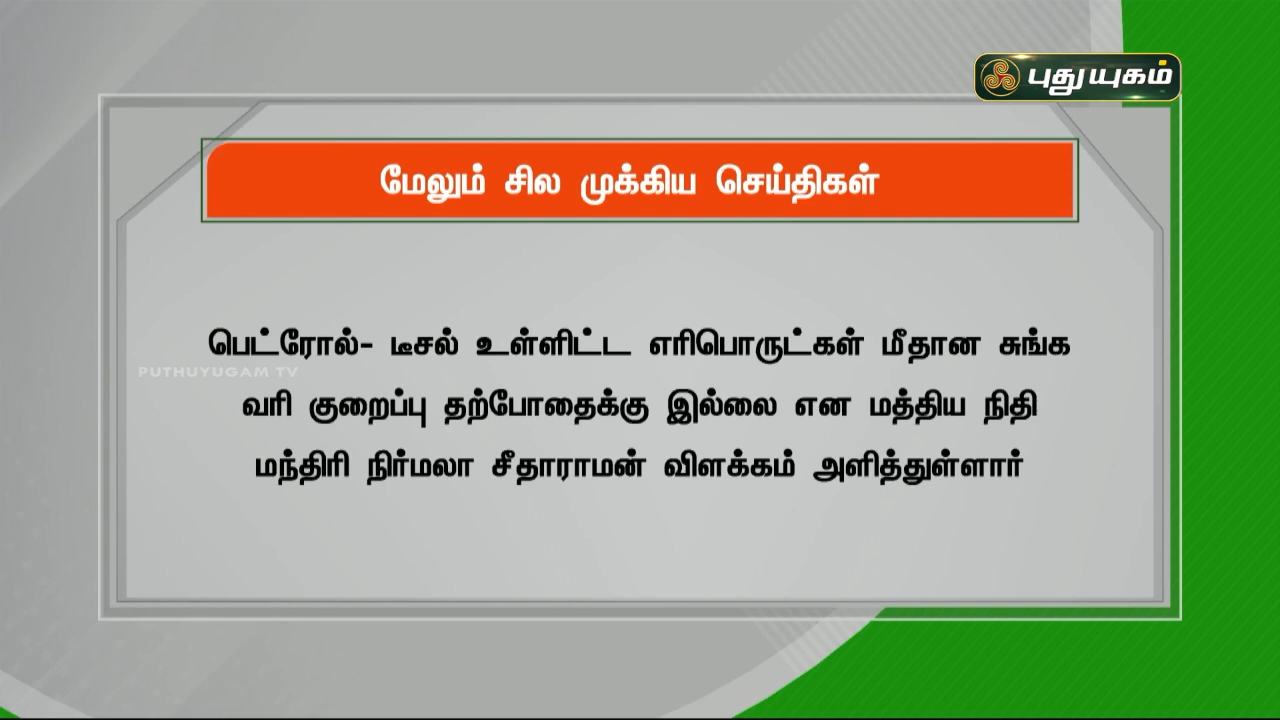 புதுயுகம்
மேலும் சில முக்கிய செய்திகள்
பெட்ரோல்- டீசல் உள்ளிட்ட எரிபொருட்கள் மீதான சுங்க
PUTHUYUGAM TV
வரி குறைப்பு தற்போதைக்கு இல்லை என மத்திய நிதி
மந்திரி நிர்மலா சீதாராமன் விளக்கம் அளித்துள்ளார்